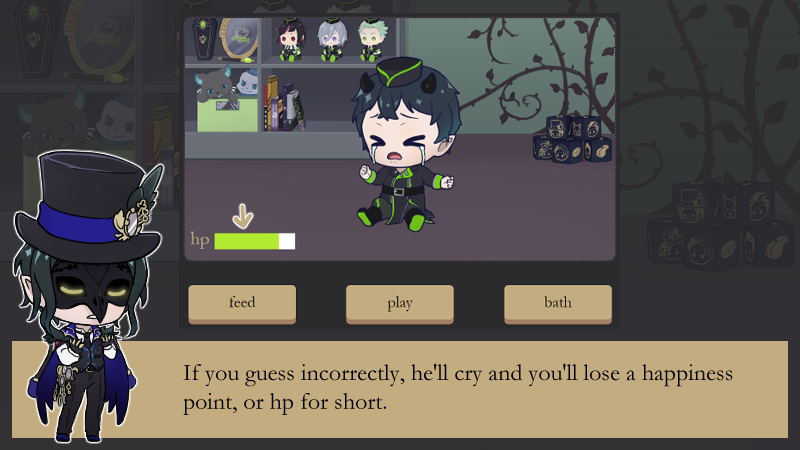 hp
feed
play
bath
If you guess incorrectly, he'll cry and you'll lose a happiness
point, or hp for short.